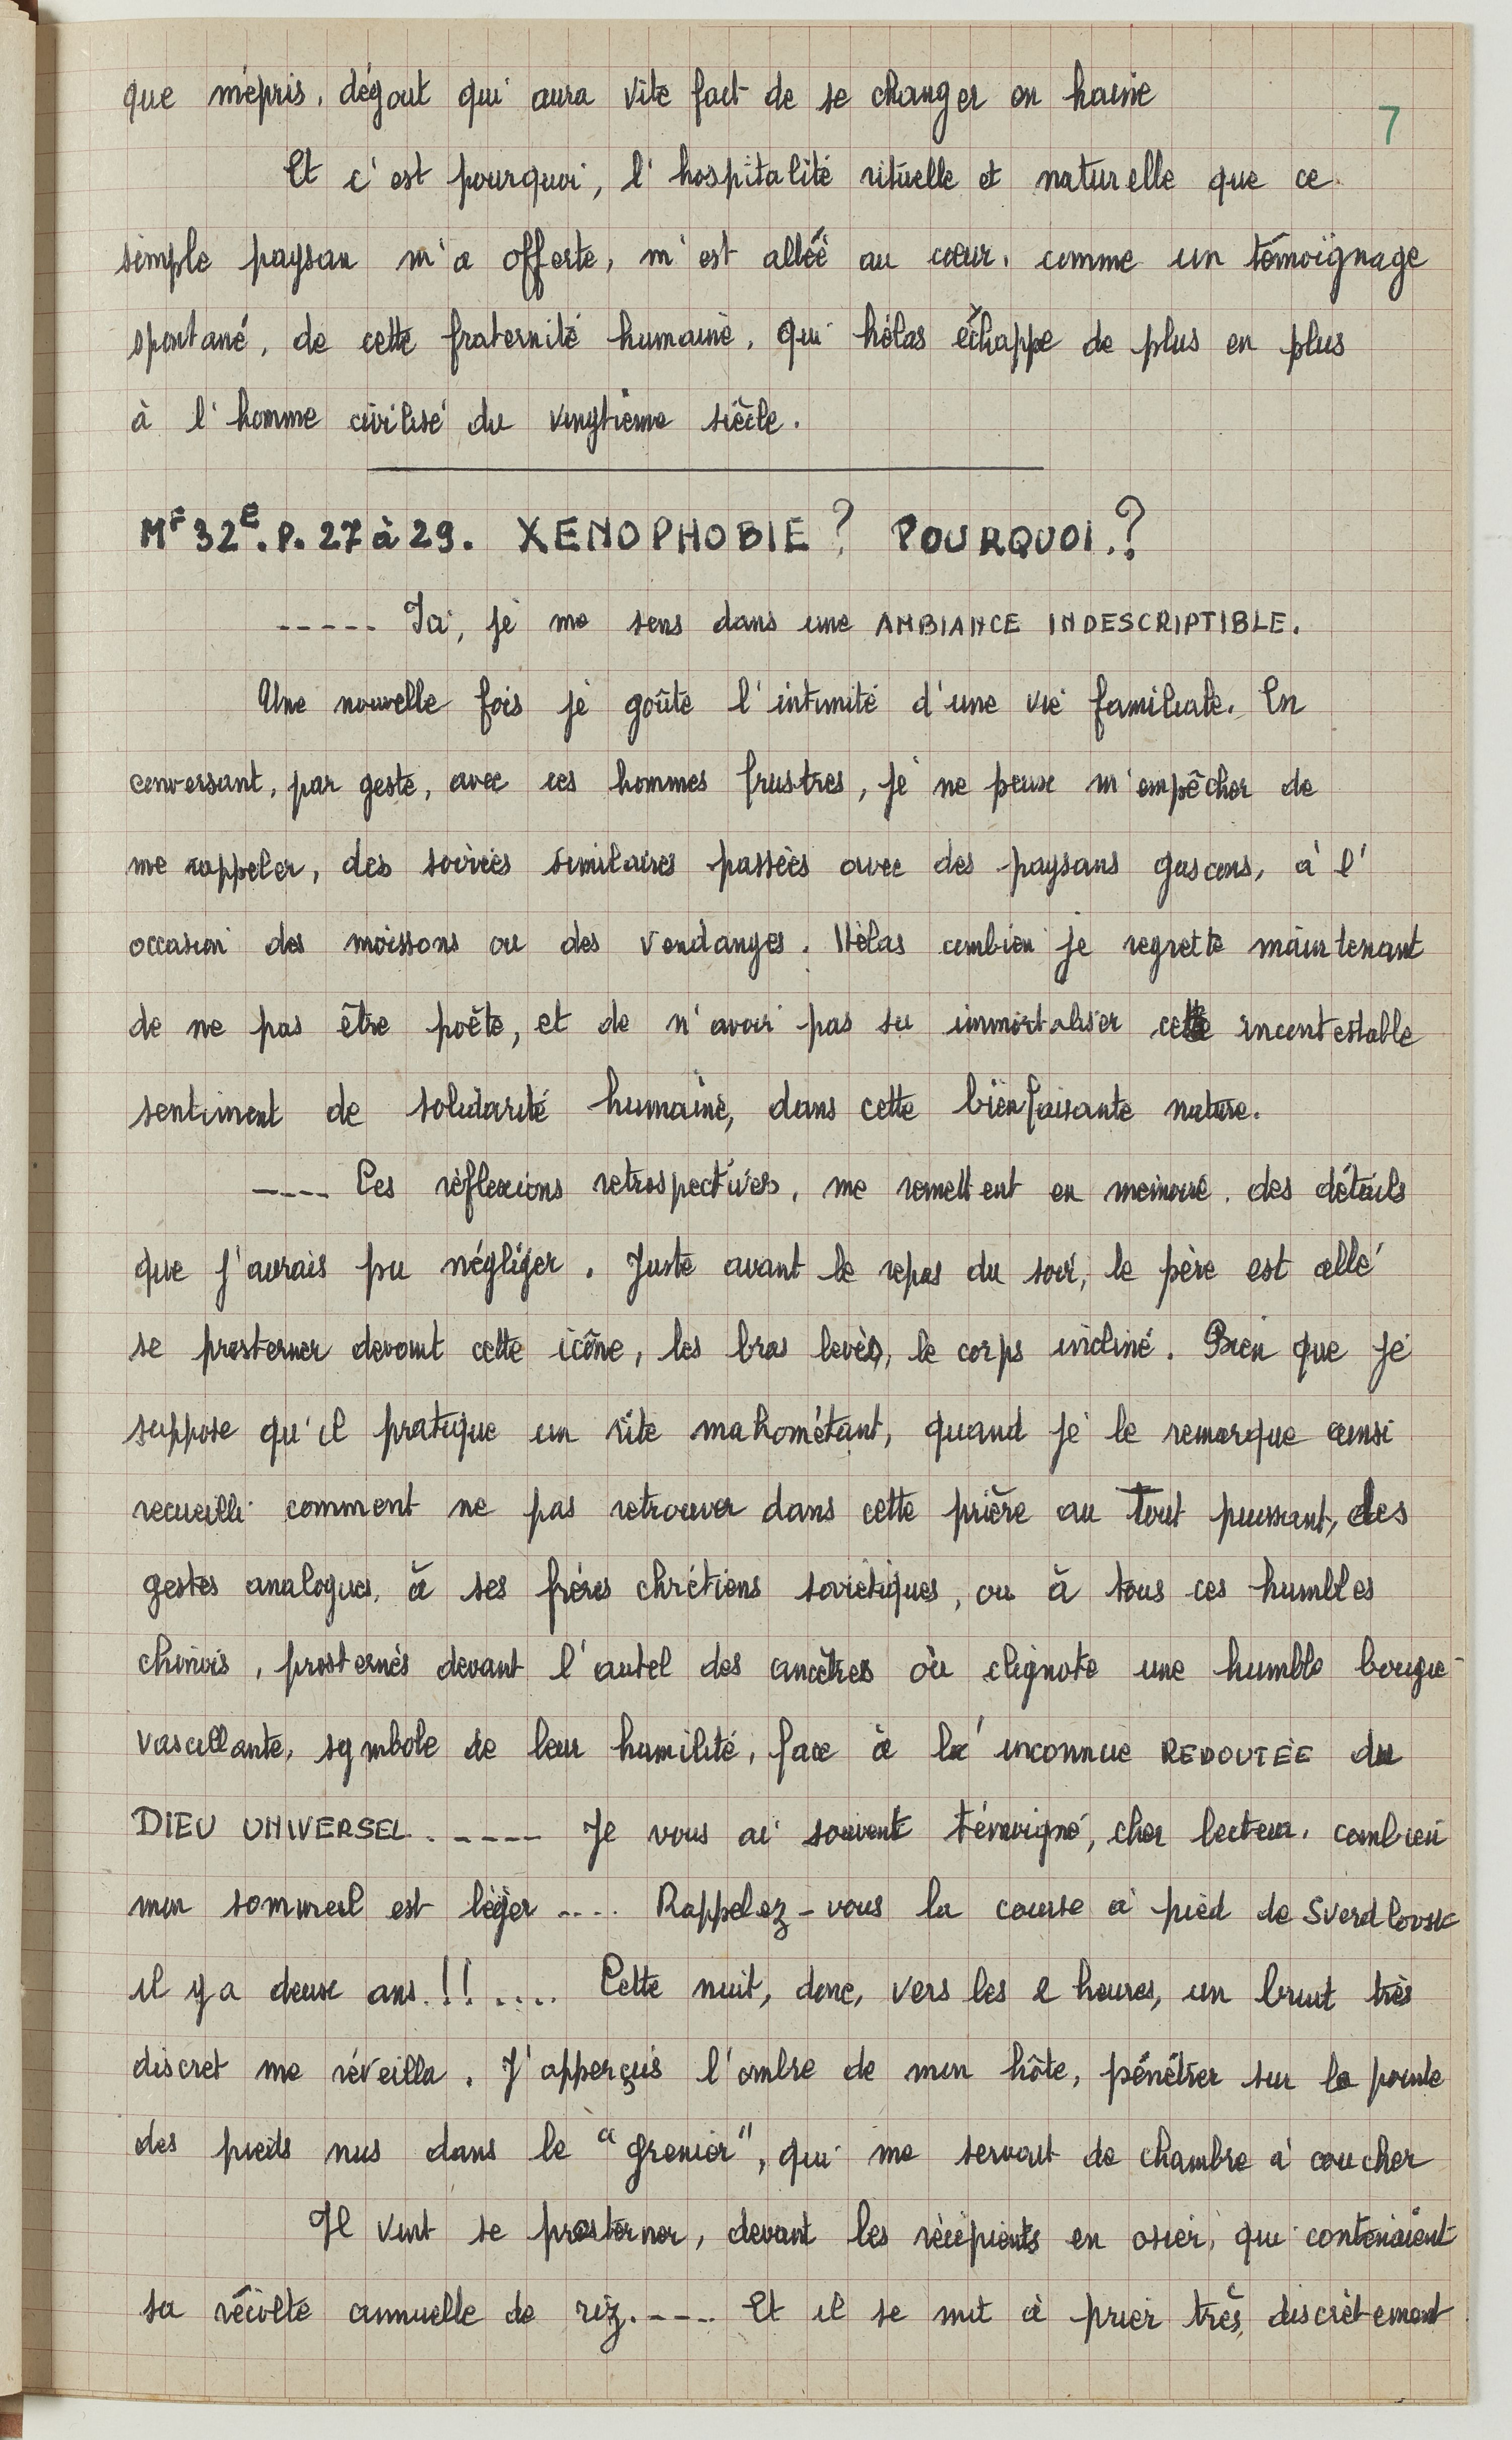 que mépris, dégout qui aura vite fait de se changer en haine
7
Et c'est pourquoi, l'hospitalité rituelle et naturelle que ce
simple paysan m'a offerte, m'est alléé au cœur, comme un témoignage
spontané, de cette fraternité humaine, qui hélas échappe de plus en plus
à l'homme civilisé du vingtième siècle.
Mt 32E. P. 27 à 29. XENOPHOBIE ? POURQUOI.?
----- Ici, je me sens dans une AMBIANCE INDESCRIPTIBLE.
Une nouvelle fois je goûte l'intimité d'une vie familiale. En
conversant, par geste, avec ces hommes frustres, je ne peux m'empêcher de
me rappeler, des soirées similaires passées avec des paysans gascons, à l'
occasion des moissons ou des vendanges. Hélas combien je regrette maintenant
de ne pas être poète, et de n'avoir pas su immortaliser cette incontestable
sentiment de solidarité humaine, dans cette bienfaisante nature.
---- Ces réflexions retrospectives, me remettent en memoire, des détails
que j'aurais pu négliger. Juste avant le repas du soir, le père est allé
se prosterner devant cette icône, les bras levés, le corps incliné. Bien que je
suppose qu'il pratique un rite mahométant, quand je le remarque ainsi
recueilli comment ne pas retrouver dans cette prière au Tout puissant, des
gestes analogues, à ses frères chrétiens soviétiques, ou à tous ces humbles
chinois, prosternés devant l'autel des ancêtres où clignote une humble bougie
vascillante, symbole de leur humilité, face à la inconnue REDOUTÉE du
DIEU UNIVERSEL. ----- Je vous ai souvent témoigné, cher lecteur, combien
mon sommeil est léger .... Rappelez-vous la course à pied de Sverdlovsk
il y a deux ans.!! .... Cette nuit, donc, vers les 2 heures, un bruit très
discret me réveilla. J'apperçus l'ombre de mon hôte, pénétrer sur la pointe
des pieds nus dans le "grenier", qui me servait de chambre à coucher
Il vint se prosterner, devant les récipients en osier, qui contenaient
sa récolte annuelle de riz.---- Et il se mit à prier très, discrètement